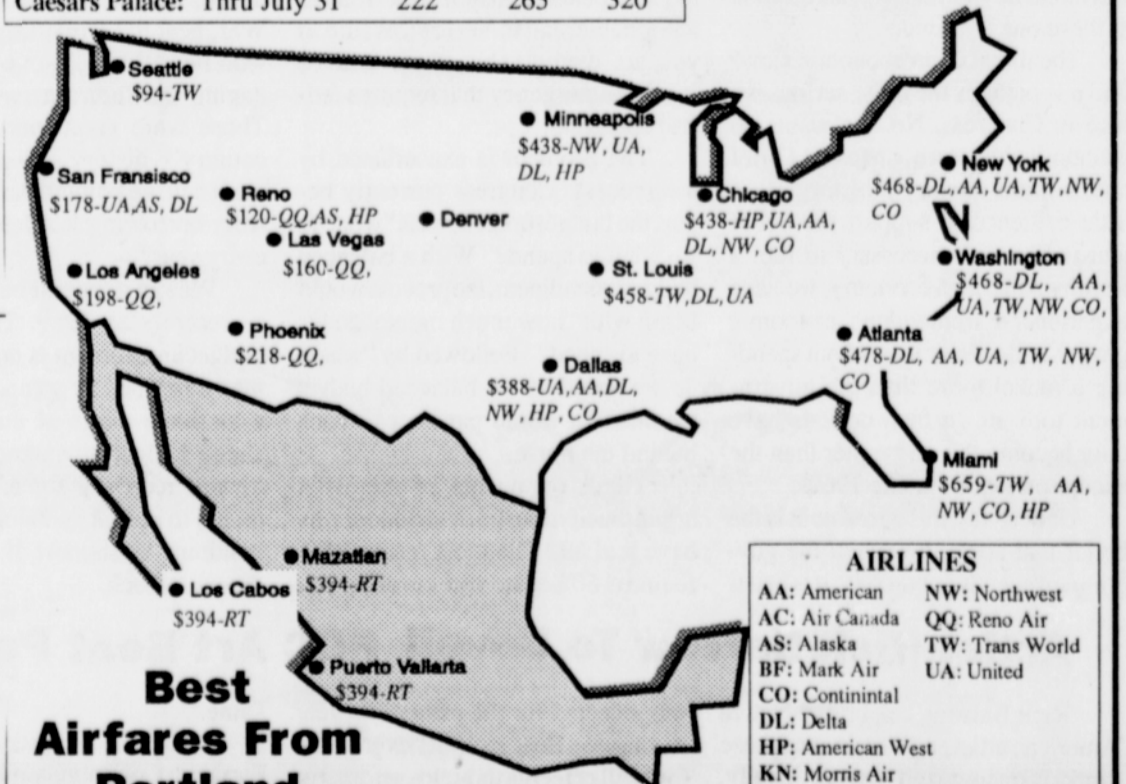 Caesars Palace: Thru July 31 222 265 320
Seattle
$94-TW
Minneapolis
$438-NW, UA,
DL, HP
San Fransisco
$178-UA,AS, DL
Reno
$120-QQ,AS, HP
Denver
Las Vegas
$160-QQ,
Los Angeles
$198-QQ,
Phoenix
$218-QQ,
Chicago
$438-HP,UA,AA,
DL, NW, CO
New York
$468-DL,AA,UA,TW,NW,
CO
St. Louis
$458-TW,DL,UA
Washington
$468-DL, AA,
UA,TW,NW,CO,
Dallas
$388-UA,AA,DL,
NW,HP,CO
Atlanta
$478-DL, AA, UA, TW, NW,
CO
Miami
$659-TW, AA,
NW, CO, HP
Mazatlan
$394-RT
Los Cabos
$394-RT
Puerto Vallarta
$394-RT
Best
Airfares From
AIRLINES
AA: American NW: Northwest
AC: Air Canada QQ: Reno Air
AS: Alaska TW: Trans World
BF: Mark Air UA: United
CO: Continintal
DL: Delta
HP: American West
KN: Morris Air